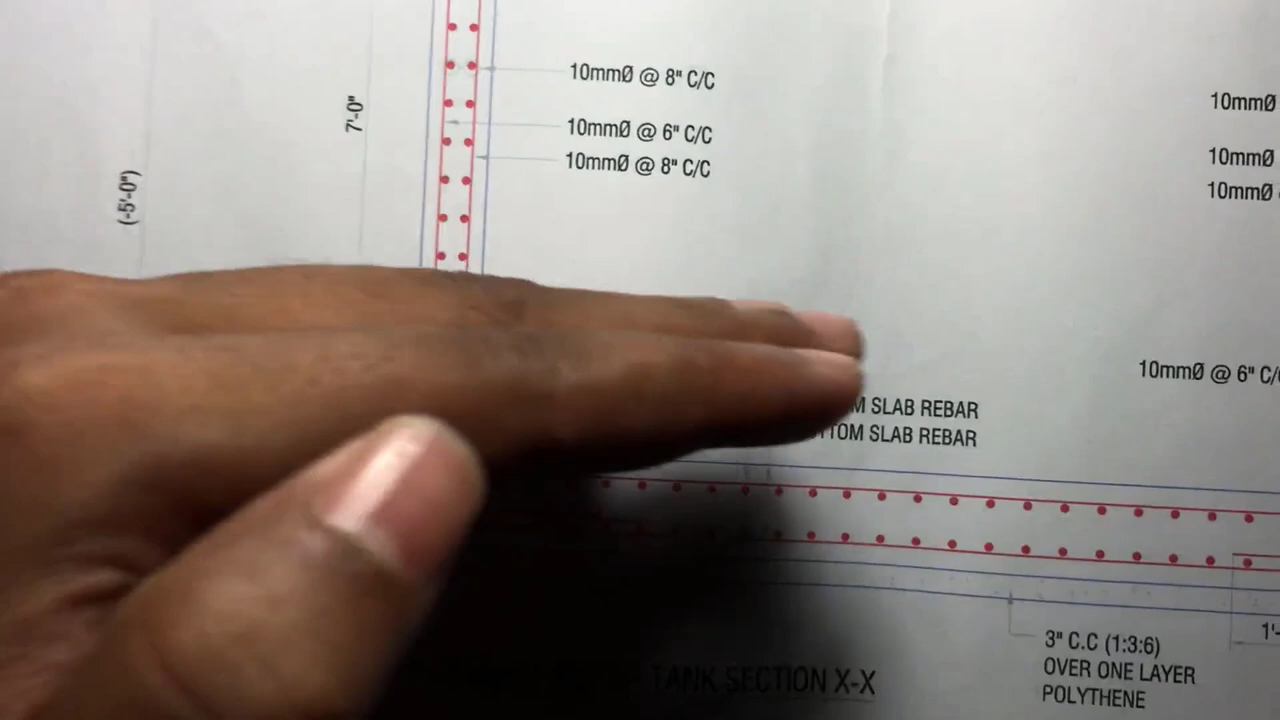 10mmØ @ 8" C/C
7'-0"
10mmØ @ 6" C/C
10mmØ @ 8" C/C
(-5'-0")
10mmØ
10mmØ
10mmØ
10mmØ @ 6" C/
SLAB REBAR
SLAB REBAR
3" C.C (1:3:6)
OVER ONE LAYER
POLYTHENE
TANK SECTION X-X